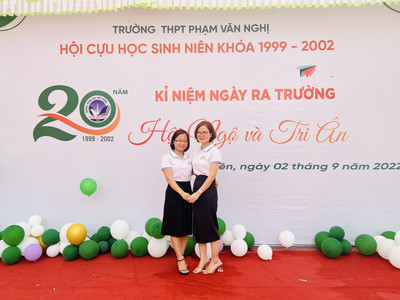 TRƯỜNG THPT PHẠM VĂN NGHỊ
HỘI CỰU HỌC SINH NIÊN KHÓA 1999 - 2002
20 NĂM
1999 - 2002
KỈ NIỆM NGÀY RA TRƯỜNG
Hội Ngộ và Tri Ân
ên, ngày 02 tháng 9 năm 2022